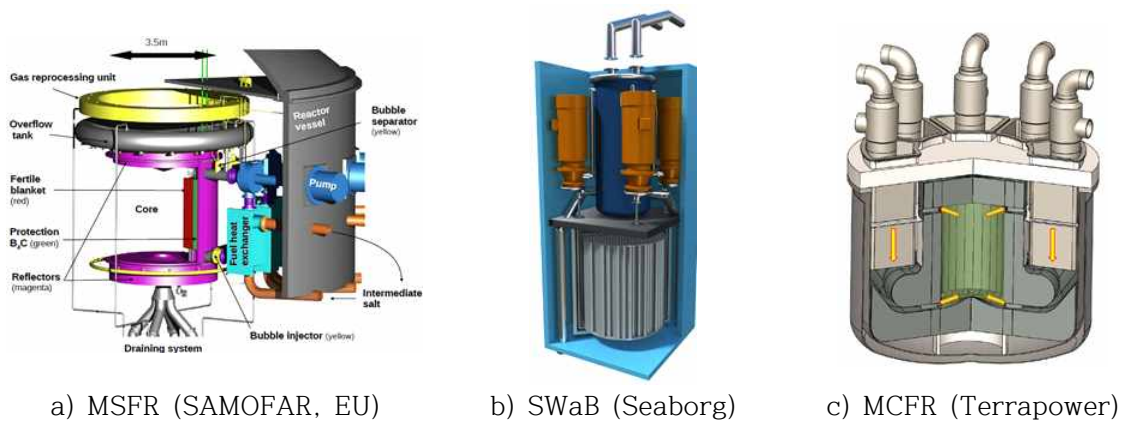 3.5m
Gas reprocessing unit
Overflow
tank
Fertile
blanket
(red)
Core
Protection
B₄C (green)
Reflectors
(magenta)
Draining system
Reactor
vessel
Bubble
separator
(yellow)
Pump
Fuel heat
exchanger
Intermediate
salt
Bubble injector (yellow)
a) MSFR (SAMOFAR, EU)
b) SWaB (Seaborg)
c) MCFR (Terrapower)